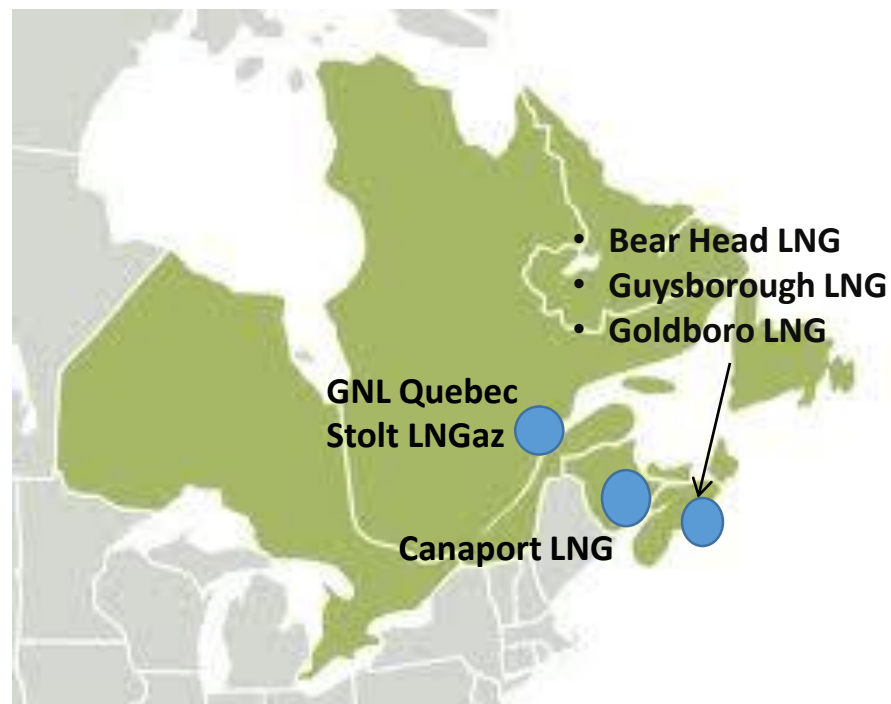 • Bear Head LNG
• Guysborough LNG
• Goldboro LNG
GNL Quebec
Stolt LNGaz
Canaport LNG